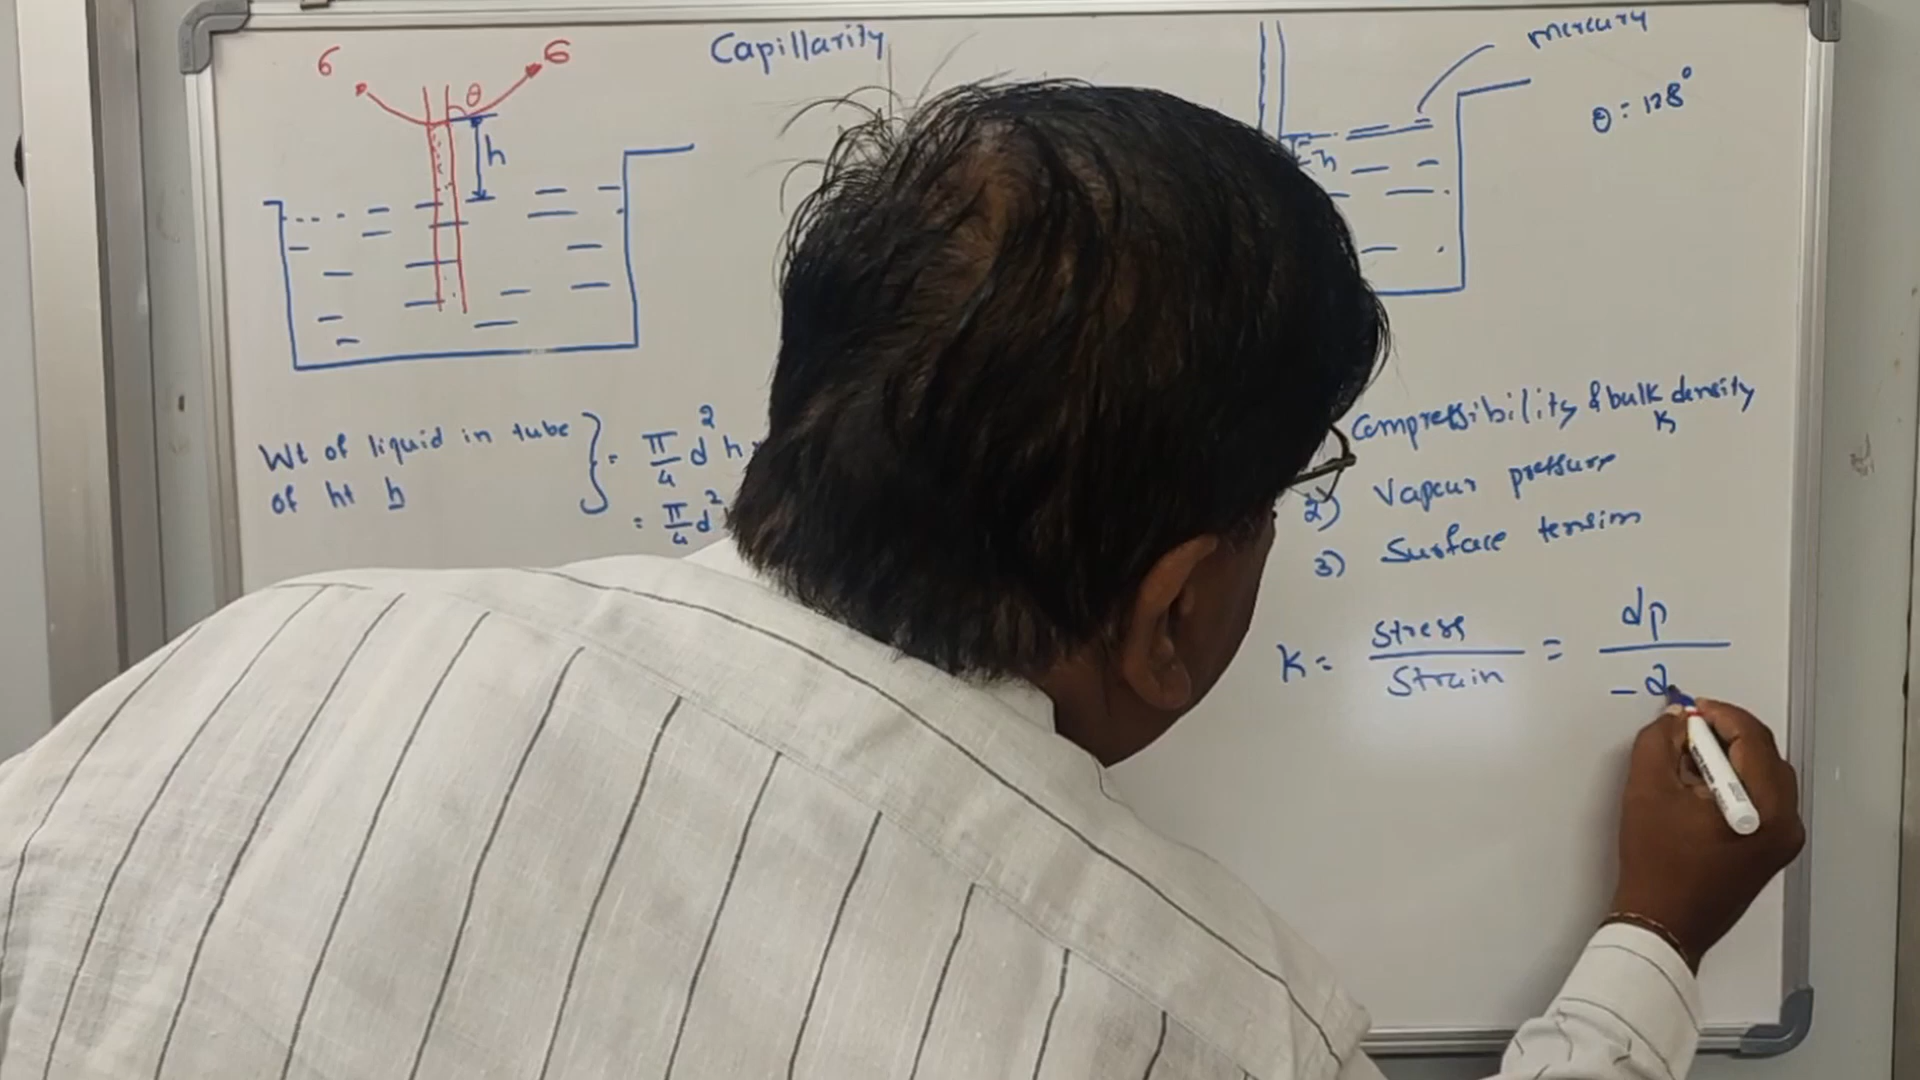 Capillarity
6 6
θ
h
mercury
θ = 128°
h
Wt of liquid in tube
of ht h
= π/4 d² h
= π/4 d²
Compressibility & bulk density
K
2) Vapour pressure
3) Surface tension
K = Stress/Strain = dp/-d